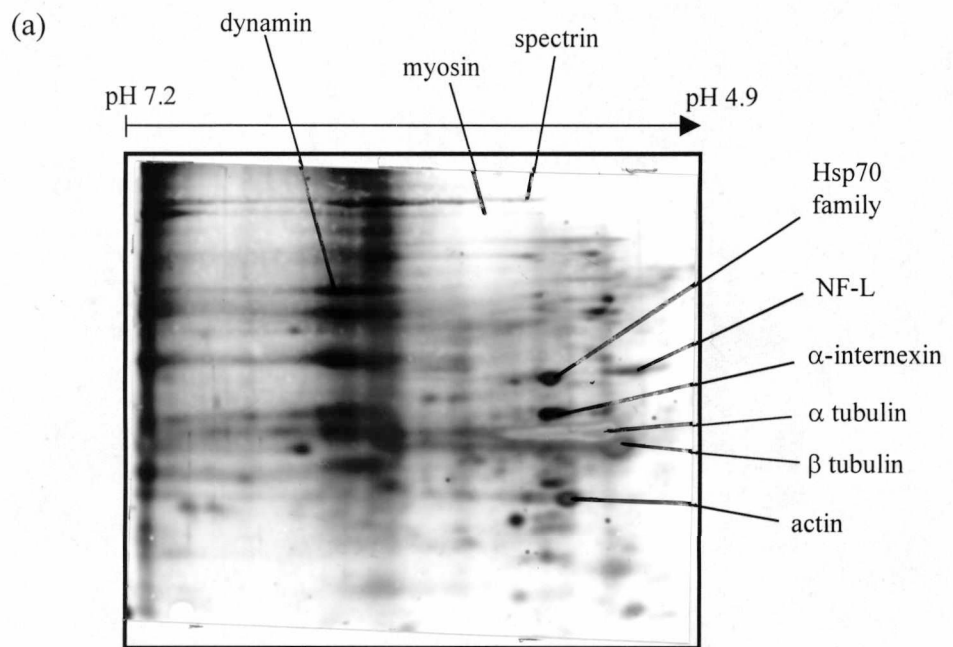 (a)
dynamin
spectrin
myosin
pH 7.2
pH 4.9
Hsp70
family
NF-L
α-internexin
α tubulin
β tubulin
actin